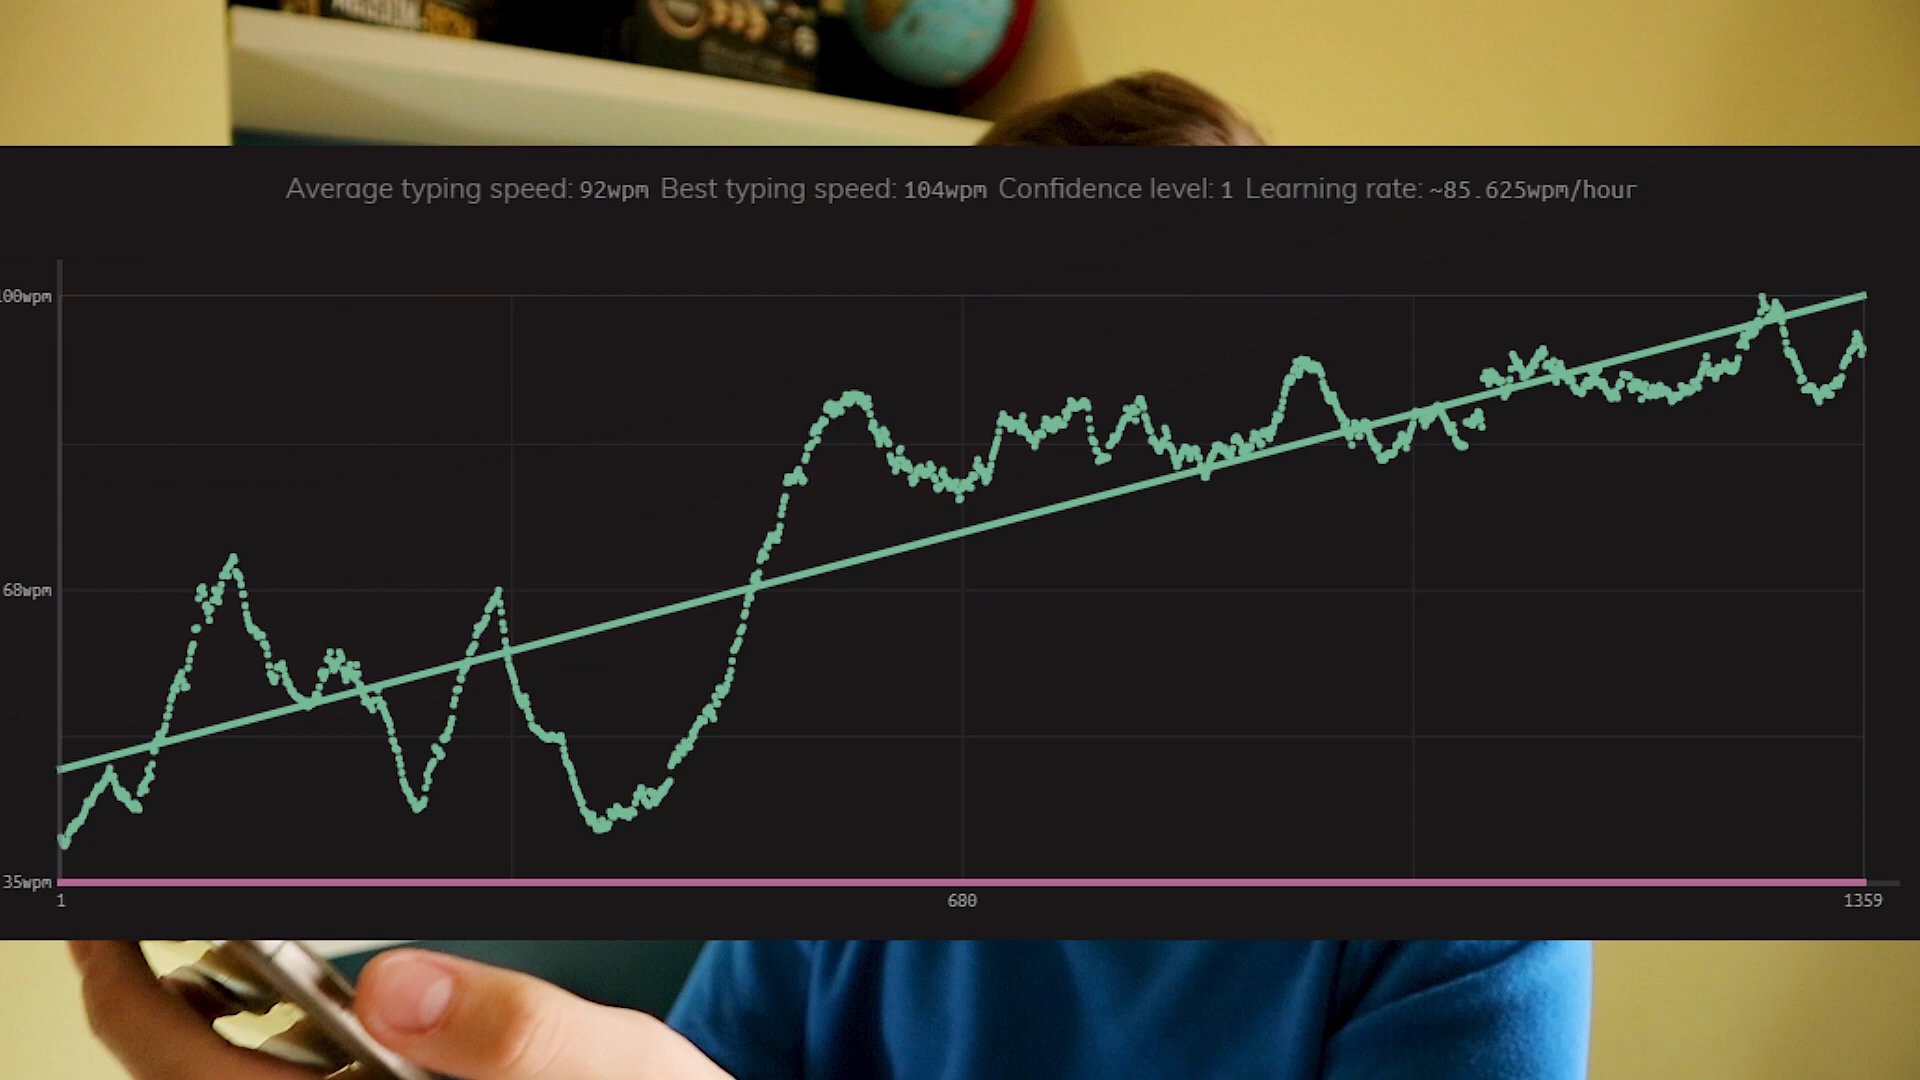 Average typing speed: 92wpm Best typing speed: 104wpm Confidence level: 1 Learning rate: ~85.625wpm/hour
100wpm
68wpm
35wpm
1 680 1359